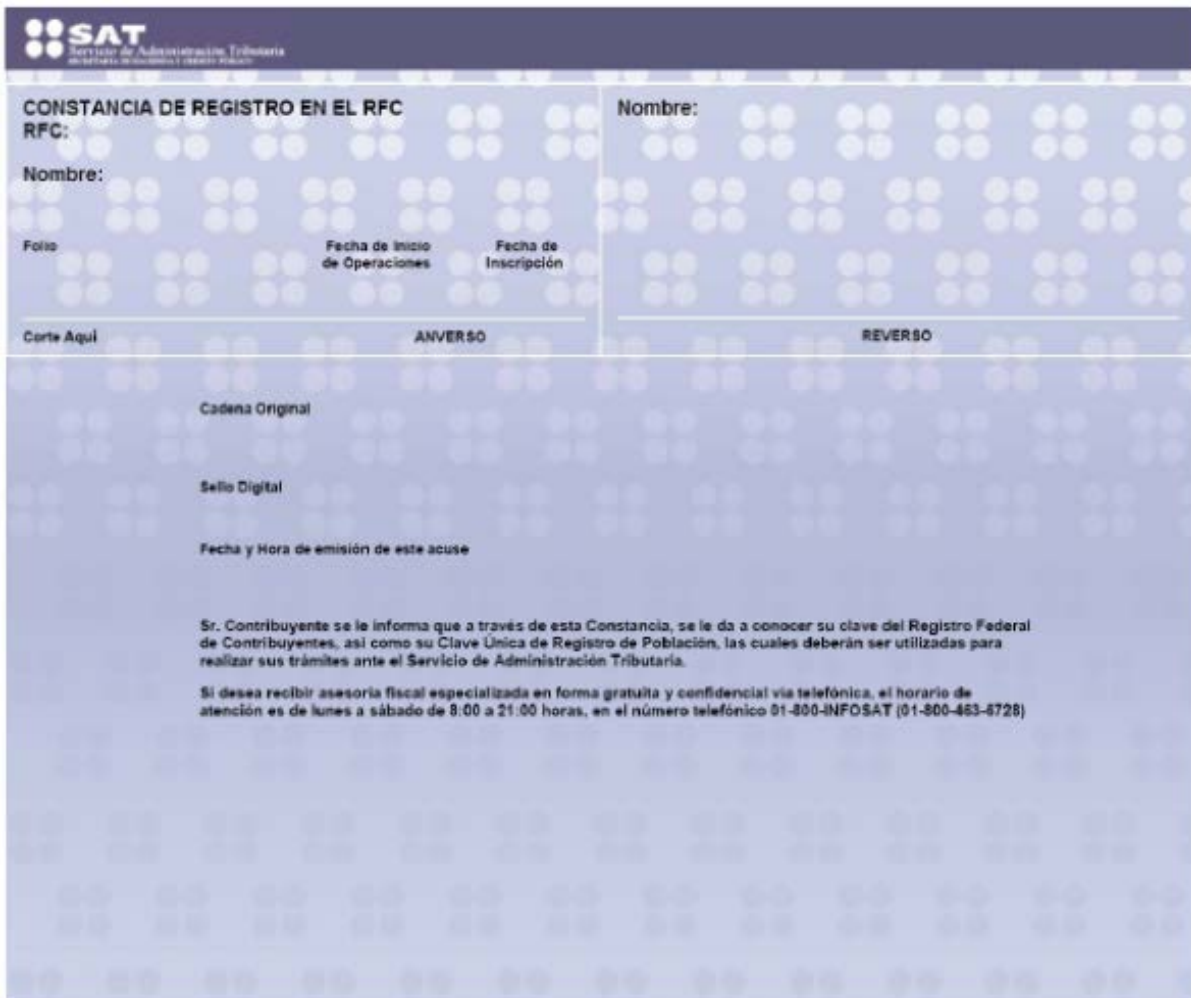 SAT
Servicio de Administración Tributaria
SECRETARÍA DE HACIENDA Y CRÉDITO PÚBLICO
CONSTANCIA DE REGISTRO EN EL RFC
RFC:
Nombre:
Folio
Fecha de Inicio
de Operaciones
Fecha de
Inscripción
Corte Aquí
ANVERSO
Nombre:
REVERSO
Cadena Original
Sello Digital
Fecha y Hora de emisión de este acuse
Sr. Contribuyente se le informa que a través de esta Constancia, se le da a conocer su clave del Registro Federal
de Contribuyentes, así como su Clave Única de Registro de Población, las cuales deberán ser utilizadas para
realizar sus trámites ante el Servicio de Administración Tributaria.
Si desea recibir asesoría fiscal especializada en forma gratuita y confidencial vía telefónica, el horario de
atención es de lunes a sábado de 8:00 a 21:00 horas, en el número telefónico 01-800-INFOSAT (01-800-463-6728)